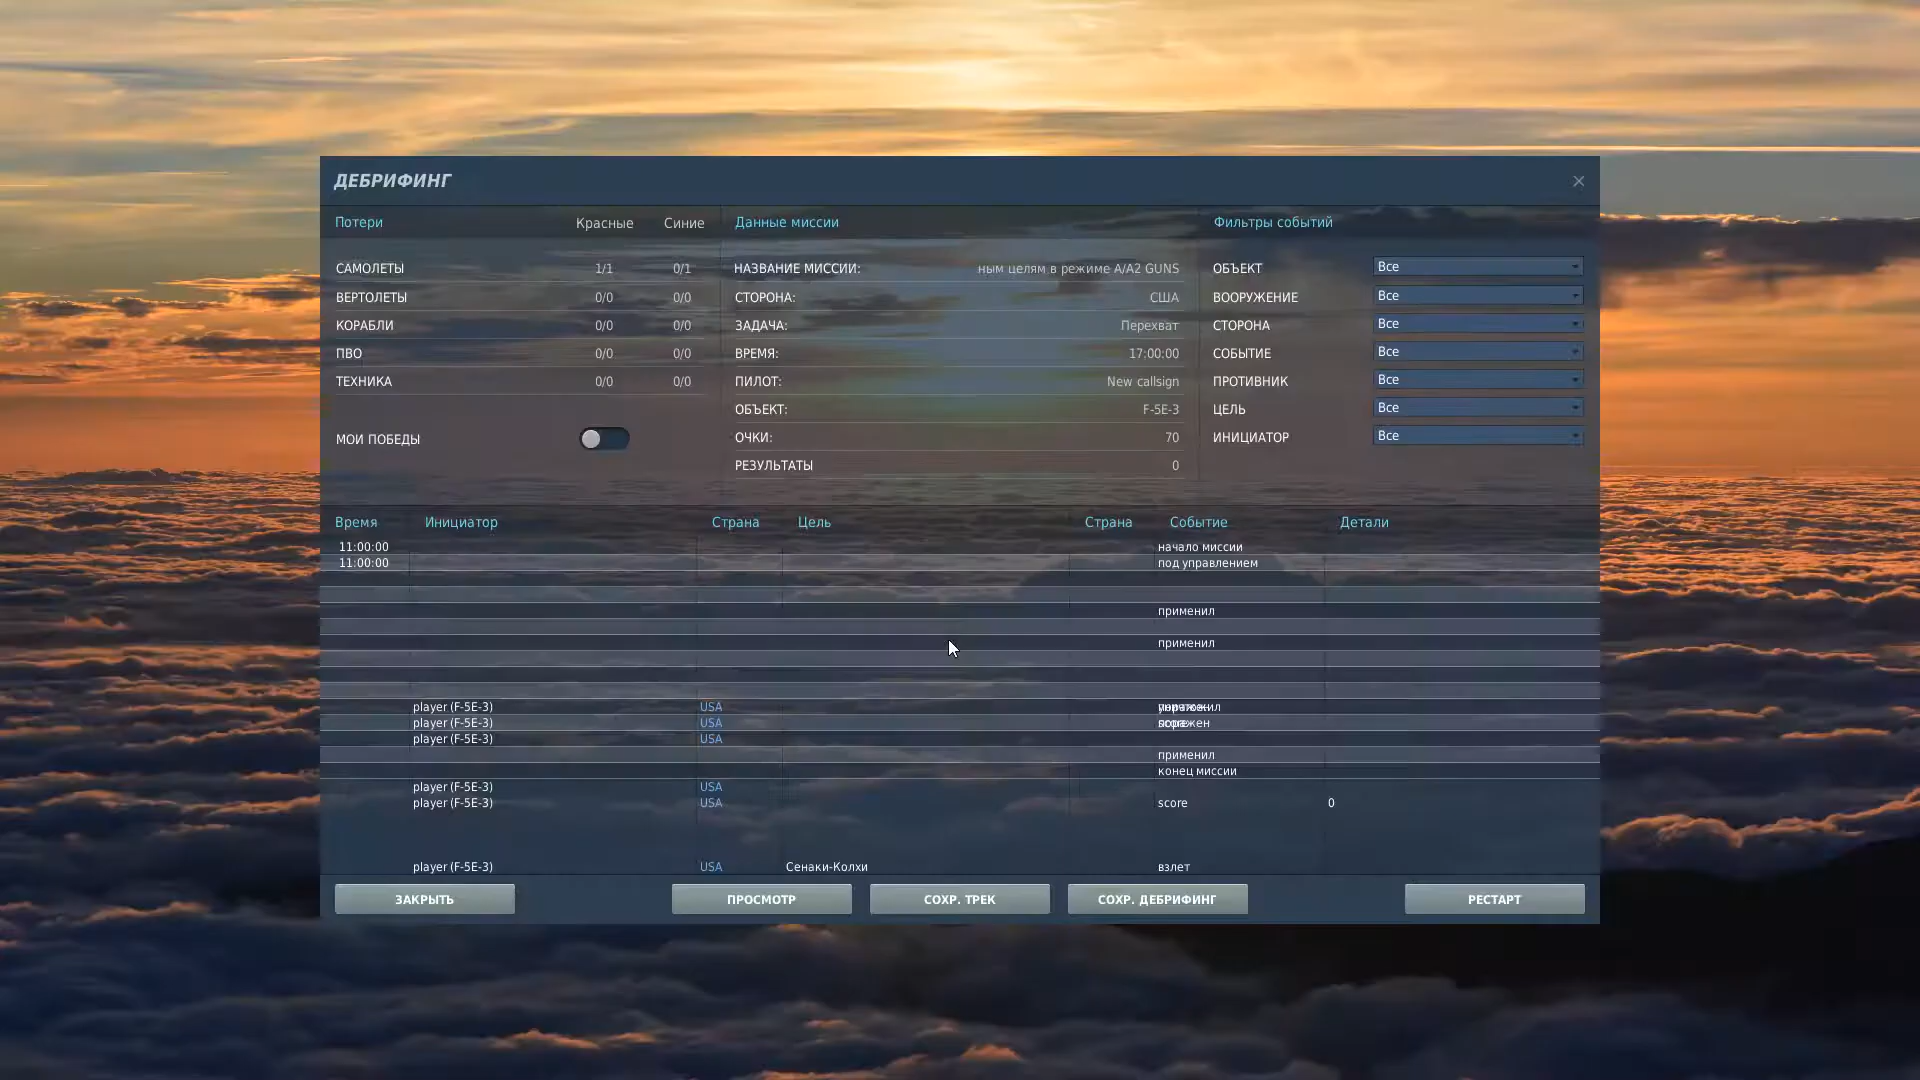 ДЕБРИФИНГ
Потери Красные Синие
САМОЛЕТЫ 1/1 0/1
ВЕРТОЛЕТЫ 0/0 0/0
КОРАБЛИ 0/0 0/0
ПВО 0/0 0/0
ТЕХНИКА 0/0 0/0
МОИ ПОБЕДЫ
Данные миссии
НАЗВАНИЕ МИССИИ: ным целям в режиме A/A2 GUNS
СТОРОНА: США
ЗАДАЧА: Перехват
ВРЕМЯ: 17:00:00
ПИЛОТ: New callsign
ОБЪЕКТ: F-5E-3
ОЧКИ: 70
РЕЗУЛЬТАТЫ 0
Фильтры событий
ОБЪЕКТ Все
ВООРУЖЕНИЕ Все
СТОРОНА Все
СОБЫТИЕ Все
ПРОТИВНИК Все
ЦЕЛЬ Все
ИНИЦИАТОР Все
Время Инициатор Страна Цель Страна Событие Детали
11:00:00 начало миссии
11:00:00 под управлением
применил
применил
player (F-5E-3) USA
player (F-5E-3) USA
player (F-5E-3) USA
применил
конец миссии
player (F-5E-3) USA
player (F-5E-3) USA score 0
player (F-5E-3) USA Сенаки-Колхи взлет
ЗАКРЫТЬ ПРОСМОТР СОХР. ТРЕК СОХР. ДЕБРИФИНГ РЕСТАРТ